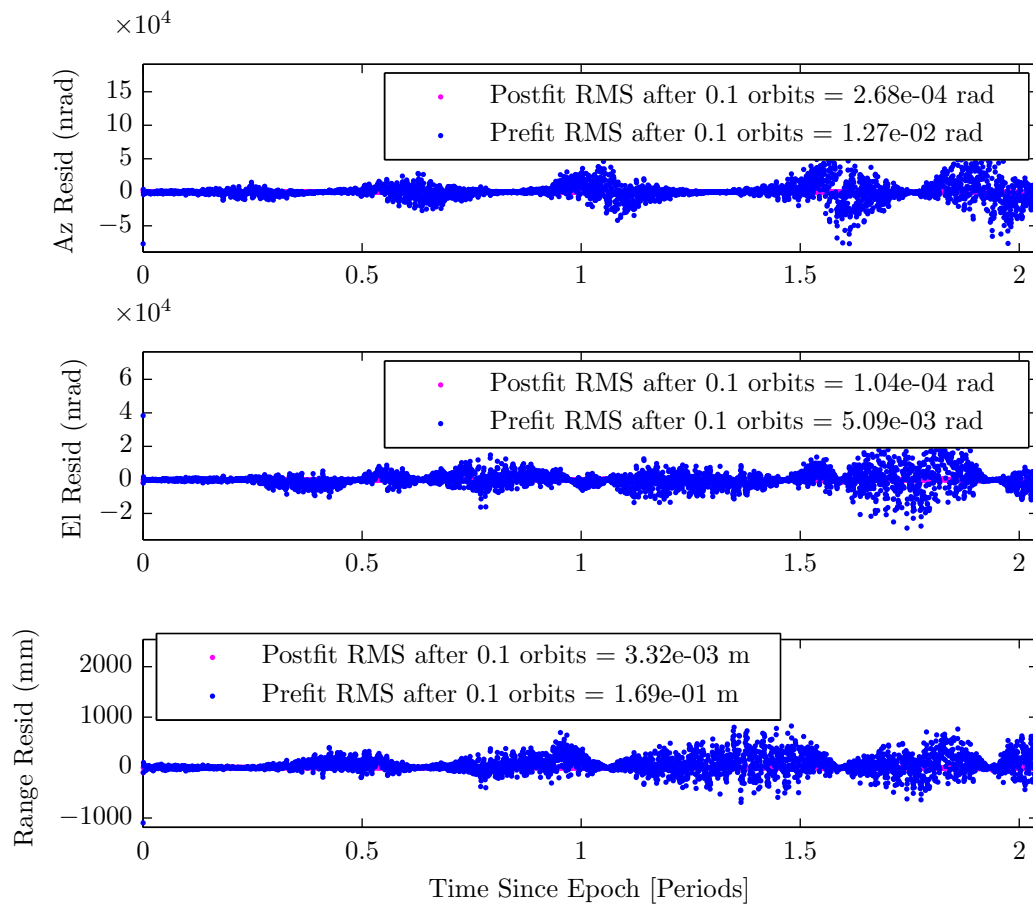 ×10⁴
Az Resid (nrad)
15
10
5
0
−5
Postfit RMS after 0.1 orbits = 2.68e-04 rad
Prefit RMS after 0.1 orbits = 1.27e-02 rad
0 0.5 1 1.5 2
×10⁴
El Resid (nrad)
6
4
2
0
−2
Postfit RMS after 0.1 orbits = 1.04e-04 rad
Prefit RMS after 0.1 orbits = 5.09e-03 rad
0 0.5 1 1.5 2
Range Resid (mm)
2000
1000
0
−1000
Postfit RMS after 0.1 orbits = 3.32e-03 m
Prefit RMS after 0.1 orbits = 1.69e-01 m
0 0.5 1 1.5 2
Time Since Epoch [Periods]